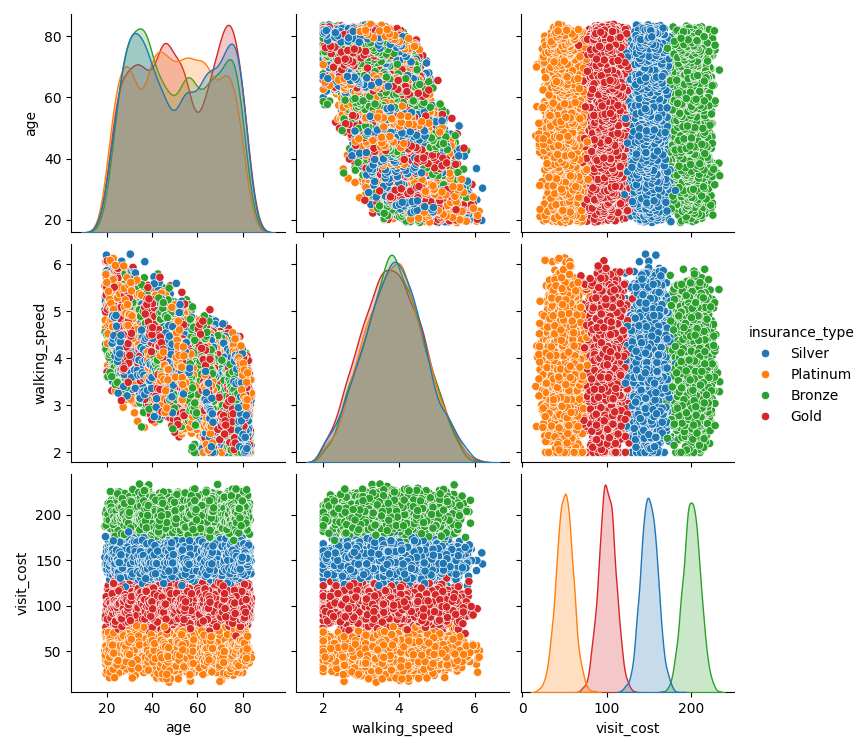 80
60
40
20
age
6
5
4
3
2
walking_speed
insurance_type
Silver
Platinum
Bronze
Gold
200
150
100
50
visit_cost
20 40 60 80
age
2 4 6
walking_speed
0 100 200
visit_cost